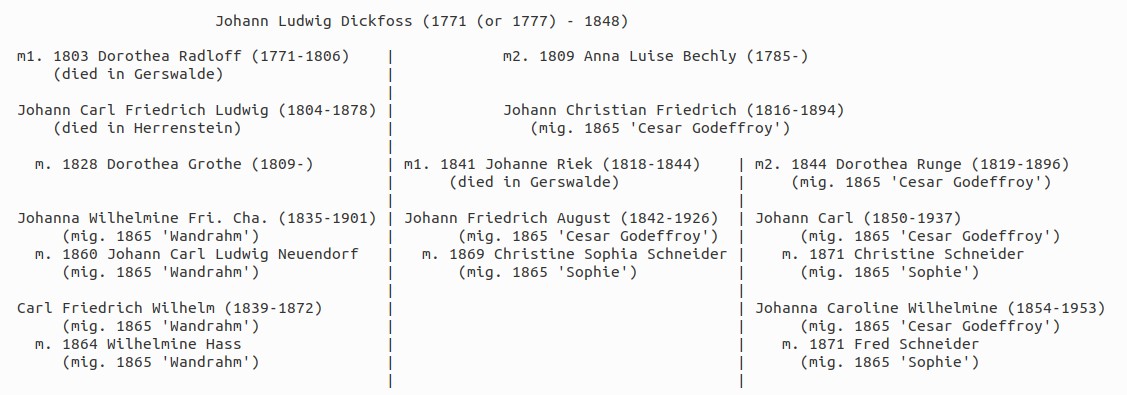 Johann Ludwig Dickfoss (1771 (or 1777) - 1848)
m1. 1803 Dorothea Radloff (1771-1806) | m2. 1809 Anna Luise Bechly (1785-)
(died in Gerswalde) |
|
Johann Carl Friedrich Ludwig (1804-1878) | Johann Christian Friedrich (1816-1894)
(died in Herrenstein) | (mig. 1865 'Cesar Godeffroy')
|
m. 1828 Dorothea Grothe (1809-) | m1. 1841 Johanne Riek (1818-1844) | m2. 1844 Dorothea Runge (1819-1896)
| (died in Gerswalde) | (mig. 1865 'Cesar Godeffroy')
| |
Johanna Wilhelmine Fri. Cha. (1835-1901) | Johann Friedrich August (1842-1926) | Johann Carl (1850-1937)
(mig. 1865 'Wandrahm') | (mig. 1865 'Cesar Godeffroy') | (mig. 1865 'Cesar Godeffroy')
m. 1860 Johann Carl Ludwig Neuendorf | m. 1869 Christine Sophia Schneider | m. 1871 Christine Schneider
(mig. 1865 'Wandrahm') | (mig. 1865 'Sophie') | (mig. 1865 'Sophie')
| |
Carl Friedrich Wilhelm (1839-1872) | | Johanna Caroline Wilhelmine (1854-1953)
(mig. 1865 'Wandrahm') | | (mig. 1865 'Cesar Godeffroy')
m. 1864 Wilhelmine Hass | | m. 1871 Fred Schneider
(mig. 1865 'Wandrahm') | | (mig. 1865 'Sophie')
| |